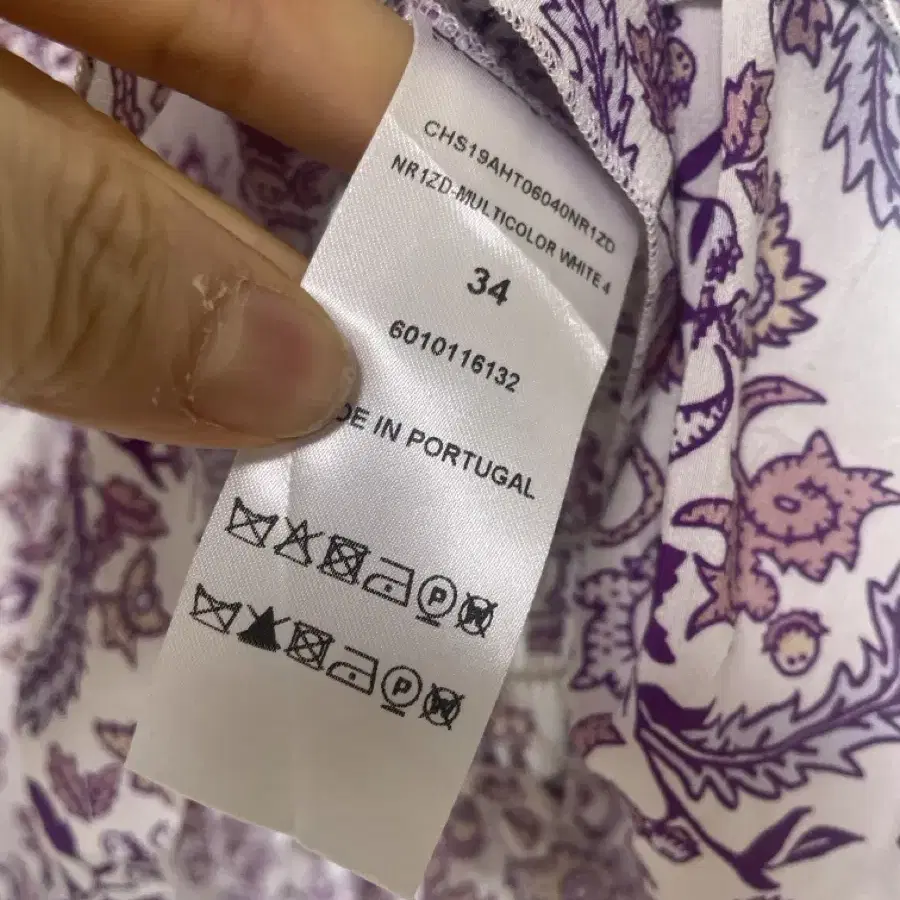 CHS19AHT06040NR1ZD
NR1ZD-MULTICOLOR WHITE 4
34
6010116132
DE IN PORTUGAL
P W
P W